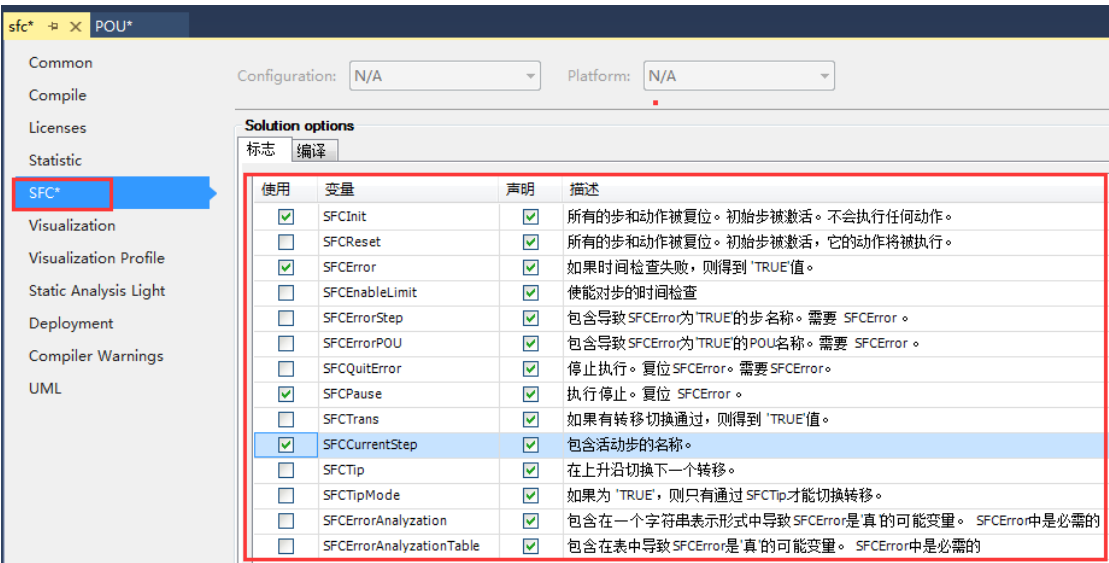 sfc* POU*
Common
Compile
Licenses
Statistic
SFC*
Visualization
Visualization Profile
Static Analysis Light
Deployment
Compiler Warnings
UML
Configuration: N/A Platform: N/A
Solution options
标志 编译
使用 变量 声明 描述
SFCInit 所有的步和动作被复位。初始步被激活。不会执行任何动作。
SFCReset 所有的步和动作被复位。初始步被激活，它的动作将被执行。
SFCError 如果时间检查失败，则得到 'TRUE'值。
SFCEnableLimit 使能对步的时间检查
SFCErrorStep 包含导致SFCError为'TRUE'的步名称。需要 SFCError 。
SFCErrorPOU 包含导致SFCError为'TRUE'的POU名称。需要 SFCError 。
SFCQuitError 停止执行。复位SFCError。需要SFCError。
SFCPause 执行停止。复位 SFCError 。
SFCTrans 如果有转移切换通过，则得到 'TRUE'值。
SFCCurrentStep 包含活动步的名称。
SFCTip 在上升沿切换下一个转移。
SFCTipMode 如果为 'TRUE'，则只有通过 SFCTip才能切换转移。
SFCErrorAnalyzation 包含在一个字符串表示形式中导致SFCError是'真'的可能变量。 SFCError中是必需的
SFCErrorAnalyzationTable 包含在表中导致SFCError是'真'的可能变量。 SFCError中是必需的